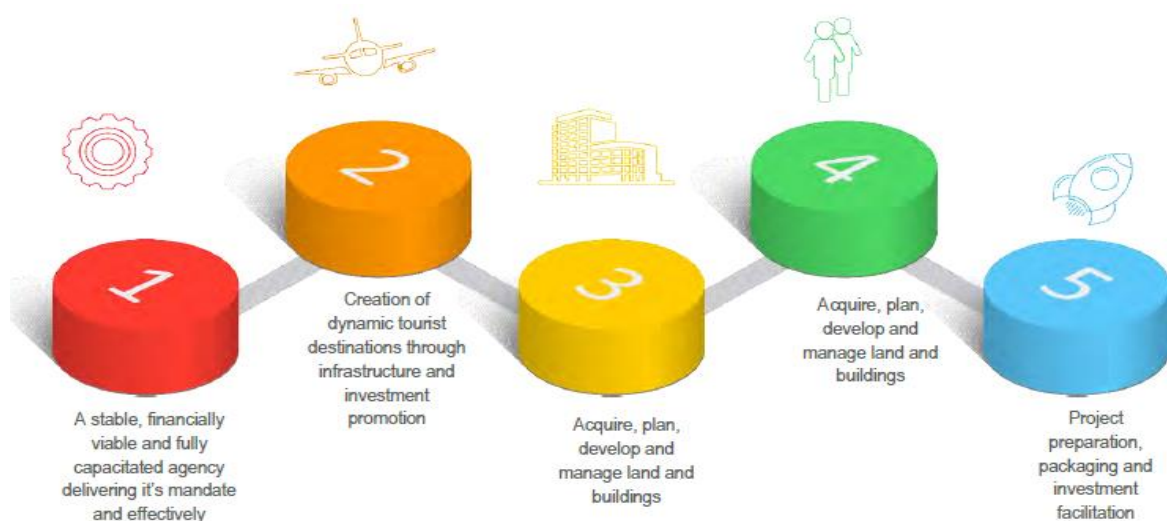 1
A stable, financially
viable and fully
capacitated agency
delivering it's mandate
and effectively
2
Creation of
dynamic tourist
destinations through
infrastructure and
investment
promotion
3
Acquire, plan,
develop and
manage land and
buildings
4
Acquire, plan,
develop and
manage land and
buildings
5
Project
preparation,
packaging and
investment
facilitation